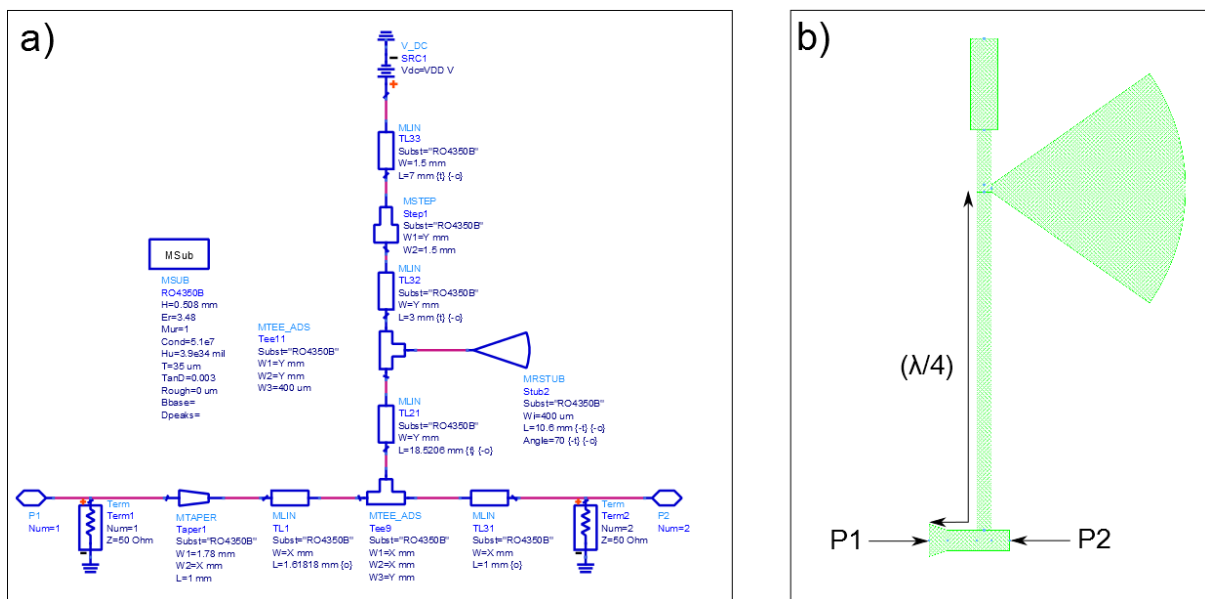 a)
V_DC
SRC1
Vdc=VDD V
MLIN
TL33
Subst="RO4350B"
W=1.5 mm
L=7 mm {t} {-o}
MSTEP
Step1
Subst="RO4350B"
W1=Y mm
W2=1.5 mm
MSub
MSUB
RO4350B
H=0.508 mm
Er=3.48
Mur=1
Cond=5.1e7
Hu=3.9e34 mil
T=35 um
TanD=0.003
Rough=0 um
Bbase=
Dpeaks=
MLIN
TL32
Subst="RO4350B"
W=Y mm
L=3 mm {t} {-o}
MTEE_ADS
Tee11
Subst="RO4350B"
W1=Y mm
W2=Y mm
W3=400 um
MRSTUB
Stub2
Subst="RO4350B"
Wi=400 um
L=10.6 mm {-t} {-o}
Angle=70 {-t} {-o}
MLIN
TL21
Subst="RO4350B"
W=Y mm
L=18.5206 mm {t} {-o}
P1
Num=1
Term
Term1
Num=1
Z=50 Ohm
MTAPER
Taper1
Subst="RO4350B"
W1=1.78 mm
W2=X mm
L=1 mm
MLIN
TL1
Subst="RO4350B"
W=X mm
L=1.61818 mm {o}
MTEE_ADS
Tee9
Subst="RO4350B"
W1=X mm
W2=X mm
W3=Y mm
MLIN
TL31
Subst="RO4350B"
W=X mm
L=1 mm {o}
Term
Term2
Num=2
Z=50 Ohm
P2
Num=2
b)
(λ/4)
P1
P2